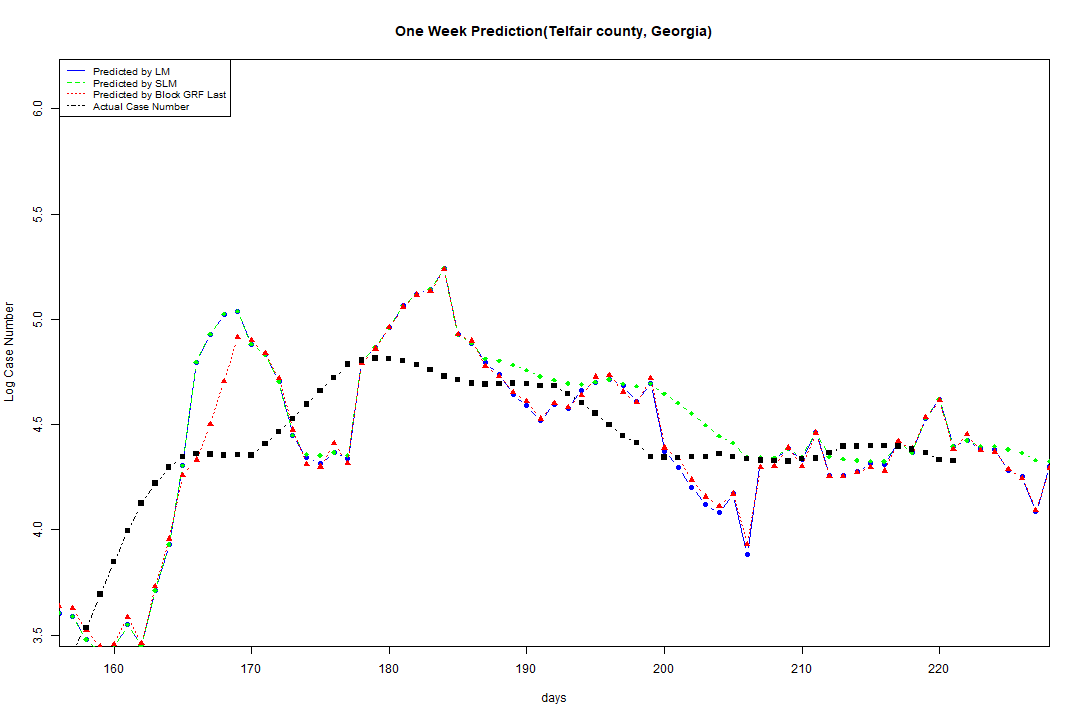 One Week Prediction(Telfair county, Georgia)
Predicted by LM
Predicted by SLM
Predicted by Block GRF Last
Actual Case Number
6.0
5.5
5.0
4.5
4.0
3.5
Log Case Number
160 170 180 190 200 210 220
days